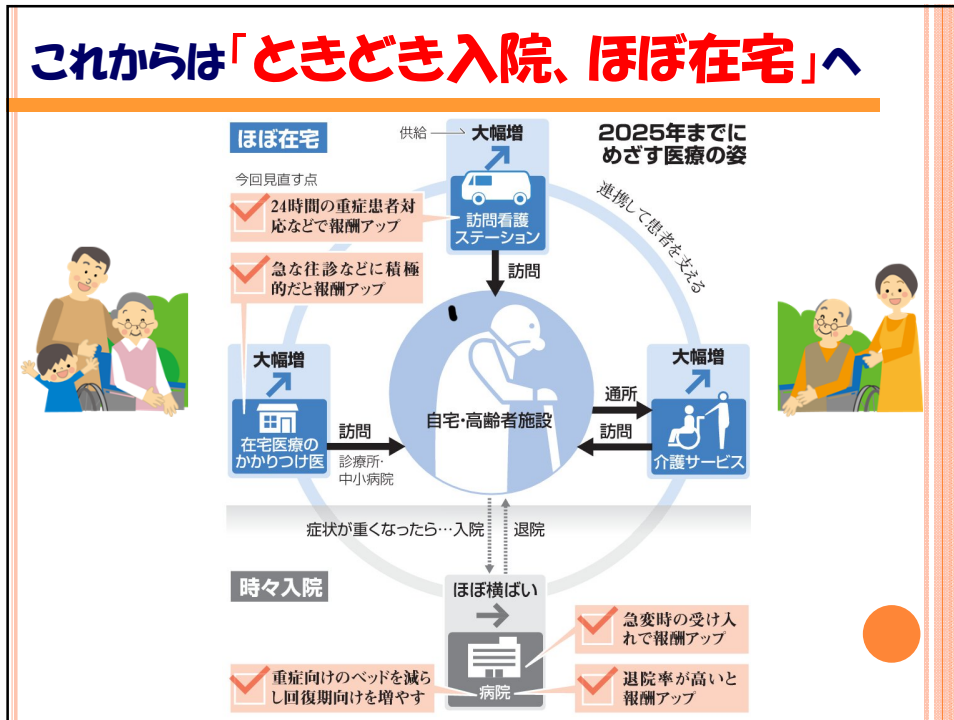 これからは「ときどき入院、ほぼ在宅」へ
ほぼ在宅
供給
大幅増
2025年までに
めざす医療の姿
今回見直す点
24時間の重症患者対
応などで報酬アップ
訪問看護
ステーション
連携して患者を支える
急な往診などに積極
的だと報酬アップ
訪問
大幅増
在宅医療の
かかりつけ医
訪問
診療所・
中小病院
自宅・高齢者施設
通所
訪問
大幅増
介護サービス
症状が重くなったら…入院
退院
時々入院
ほぼ横ばい
病院
急変時の受け入
れで報酬アップ
重症向けのベッドを減ら
し回復期向けを増やす
退院率が高いと
報酬アップ